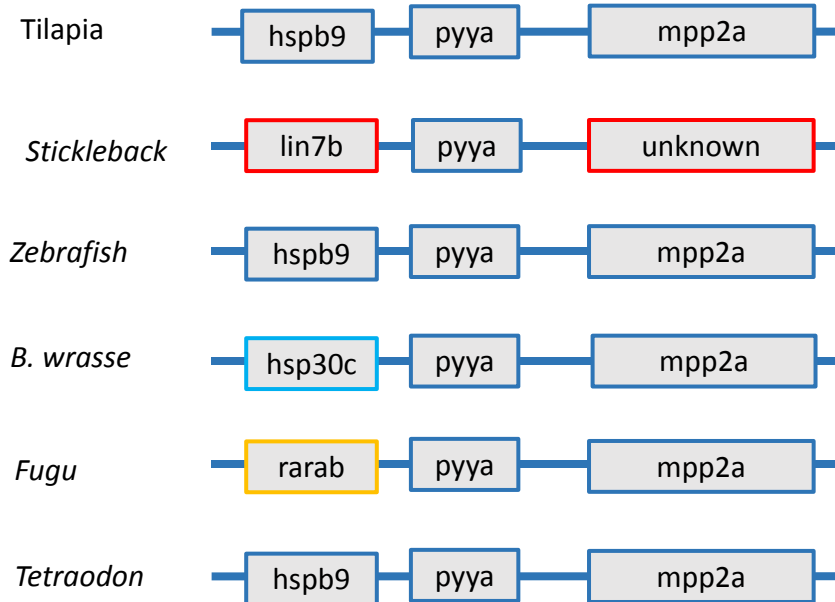 Tilapia hspb9 pyya mpp2a
Stickleback lin7b pyya unknown
Zebrafish hspb9 pyya mpp2a
B. wrasse hsp30c pyya mpp2a
Fugu rarab pyya mpp2a
Tetraodon hspb9 pyya mpp2a